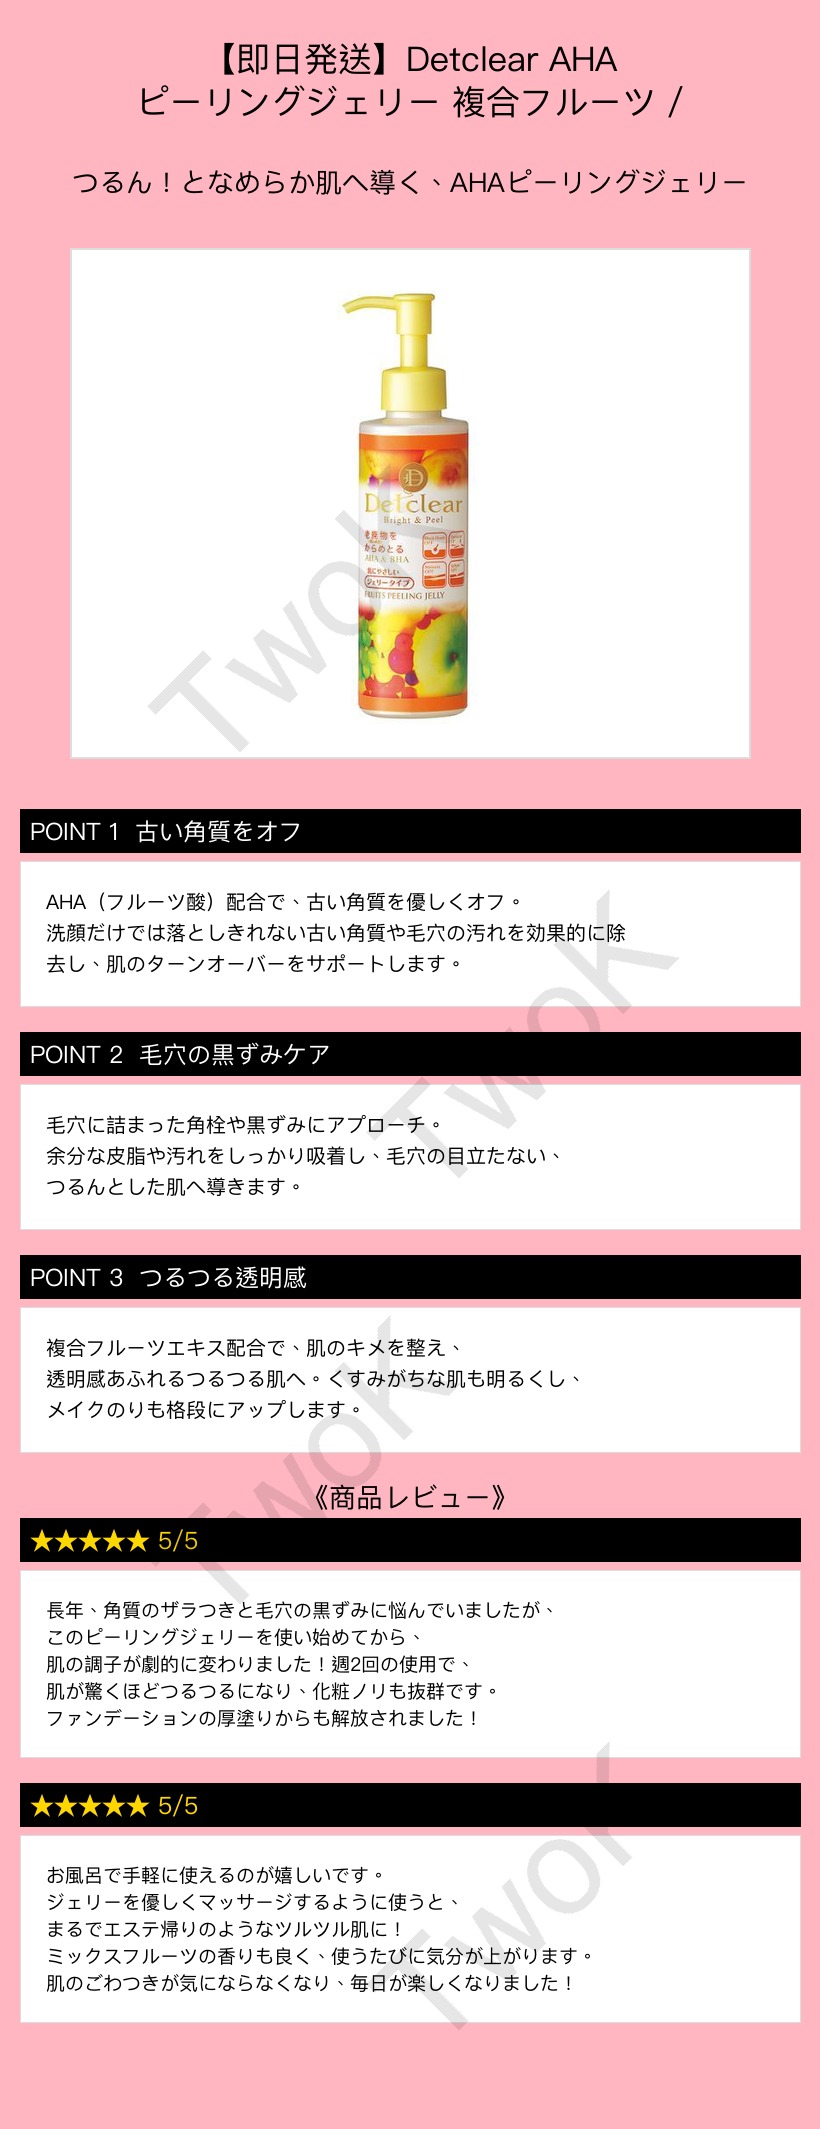 【即日発送】Detclear AHA
ピーリングジェリー 複合フルーツ /
つるん！となめらか肌へ導く、AHAピーリングジェリー
D
Detclear
Bright & Peel
老廃物を
からめとる
AHA & BHA
肌にやさしい
ジェリータイプ
FRUITS PEELING JELLY
TwoK
POINT 1 古い角質をオフ
AHA（フルーツ酸）配合で、古い角質を優しくオフ。
洗顔だけでは落としきれない古い角質や毛穴の汚れを効果的に除
去し、肌のターンオーバーをサポートします。
TwoK
POINT 2 毛穴の黒ずみケア
毛穴に詰まった角栓や黒ずみにアプローチ。
余分な皮脂や汚れをしっかり吸着し、毛穴の目立たない、
つるんとした肌へ導きます。
POINT 3 つるつる透明感
複合フルーツエキス配合で、肌のキメを整え、
透明感あふれるつるつる肌へ。くすみがちな肌も明るくし、
メイクのりも格段にアップします。
TwoK
《商品レビュー》
★★★★★ 5/5
長年、角質のザラつきと毛穴の黒ずみに悩んでいましたが、
このピーリングジェリーを使い始めてから、
肌の調子が劇的に変わりました！週2回の使用で、
肌が驚くほどつるつるになり、化粧ノリも抜群です。
ファンデーションの厚塗りからも解放されました！
★★★★★ 5/5
お風呂で手軽に使えるのが嬉しいです。
ジェリーを優しくマッサージするように使うと、
まるでエステ帰りのようなツルツル肌に！
ミックスフルーツの香りも良く、使うたびに気分が上がります。
肌のごわつきが気にならなくなり、毎日が楽しくなりました！
TwoK